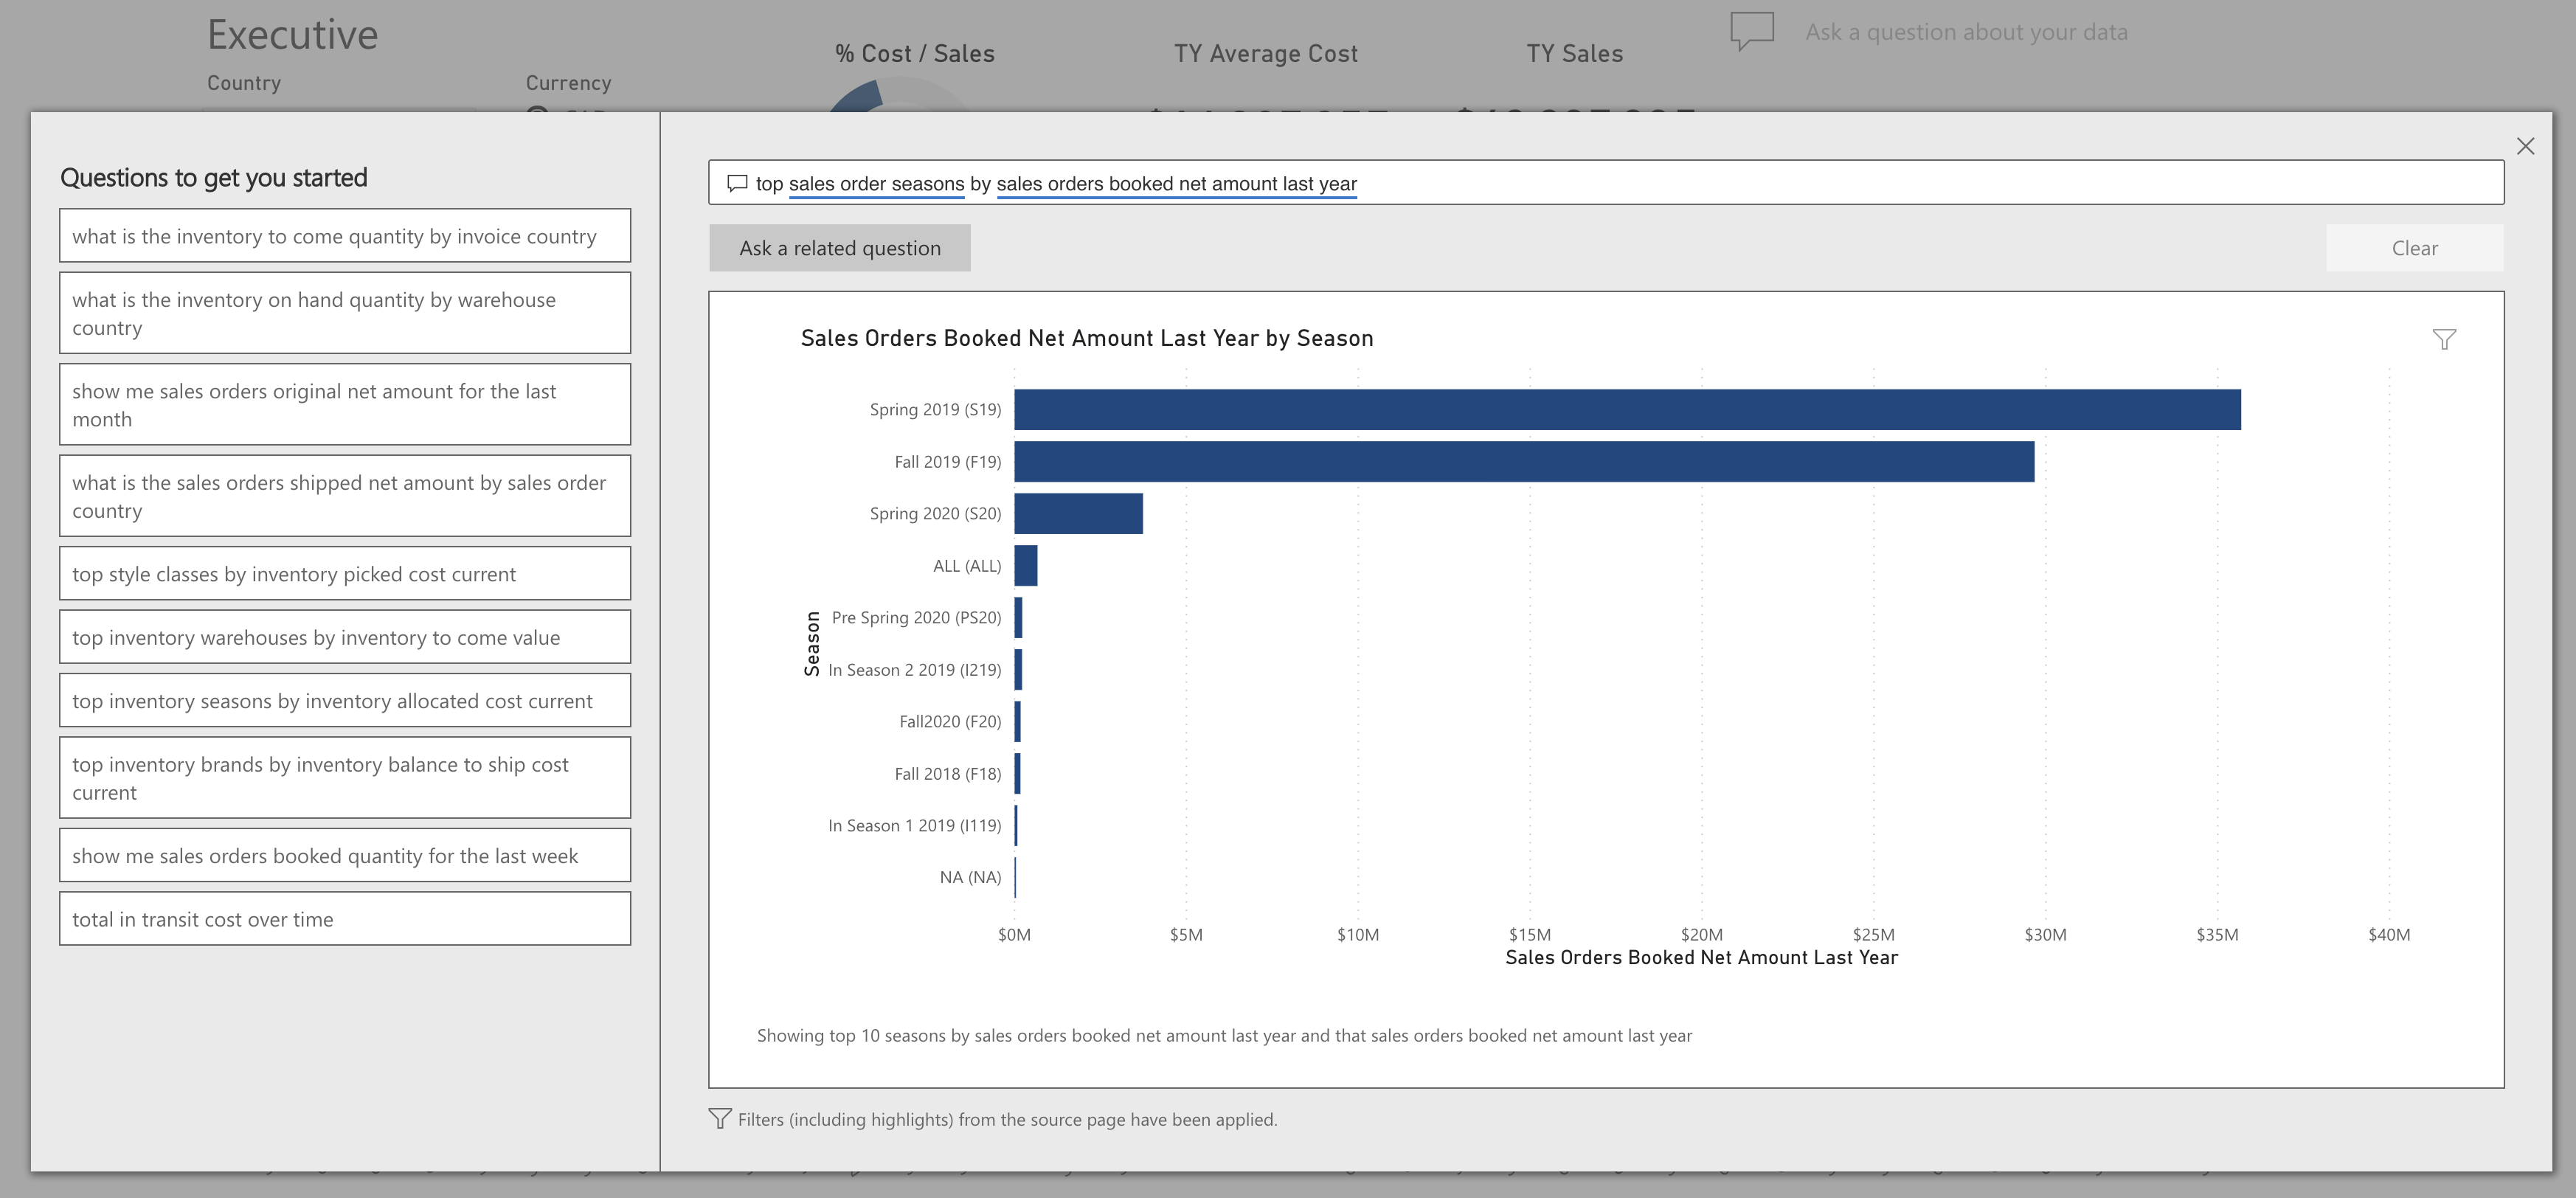 Executive
% Cost / Sales
TY Average Cost
TY Sales
Ask a question about your data
Country
Currency
Questions to get you started
what is the inventory to come quantity by invoice country
what is the inventory on hand quantity by warehouse
country
show me sales orders original net amount for the last
month
what is the sales orders shipped net amount by sales order
country
top style classes by inventory picked cost current
top inventory warehouses by inventory to come value
top inventory seasons by inventory allocated cost current
top inventory brands by inventory balance to ship cost
current
show me sales orders booked quantity for the last week
total in transit cost over time
top sales order seasons by sales orders booked net amount last year
Ask a related question
Clear
Sales Orders Booked Net Amount Last Year by Season
Season
Spring 2019 (S19)
Fall 2019 (F19)
Spring 2020 (S20)
ALL (ALL)
Pre Spring 2020 (PS20)
In Season 2 2019 (I219)
Fall2020 (F20)
Fall 2018 (F18)
In Season 1 2019 (I119)
NA (NA)
$0M $5M $10M $15M $20M $25M $30M $35M $40M
Sales Orders Booked Net Amount Last Year
Showing top 10 seasons by sales orders booked net amount last year and that sales orders booked net amount last year
Filters (including highlights) from the source page have been applied.